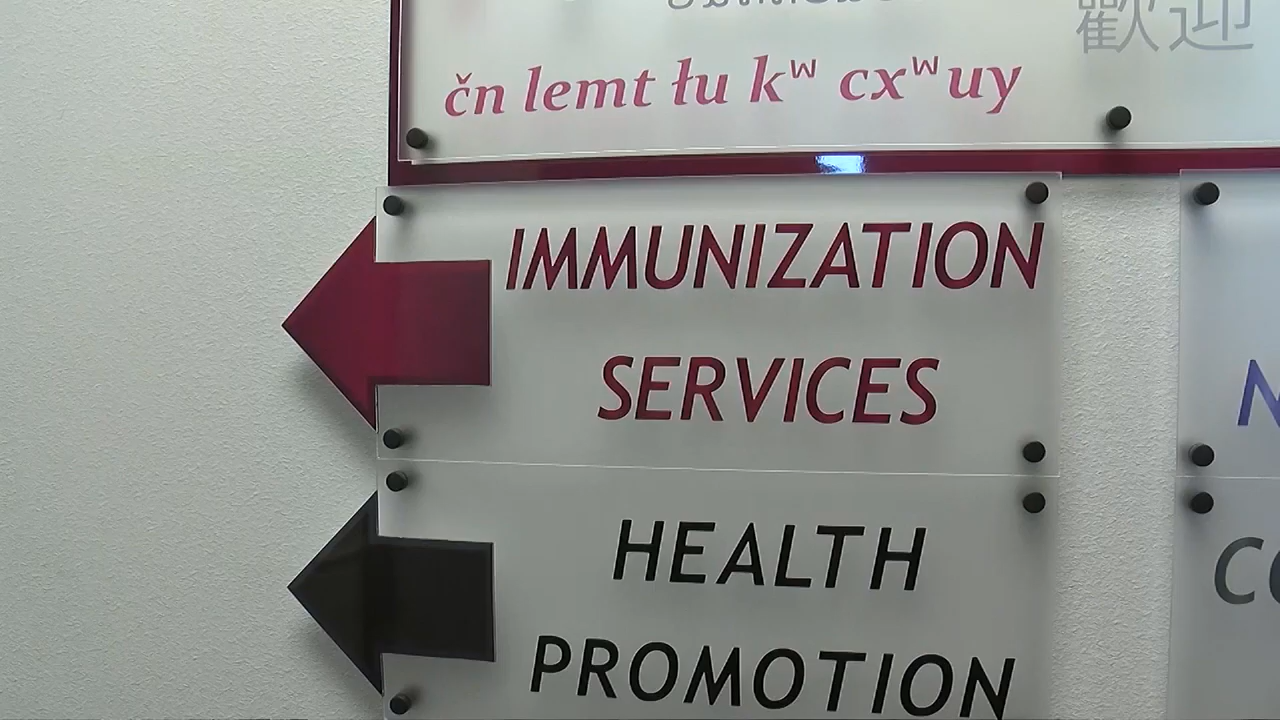 歡迎
čn lemt łu kʷ cxʷuy
IMMUNIZATION
SERVICES
HEALTH
PROMOTION